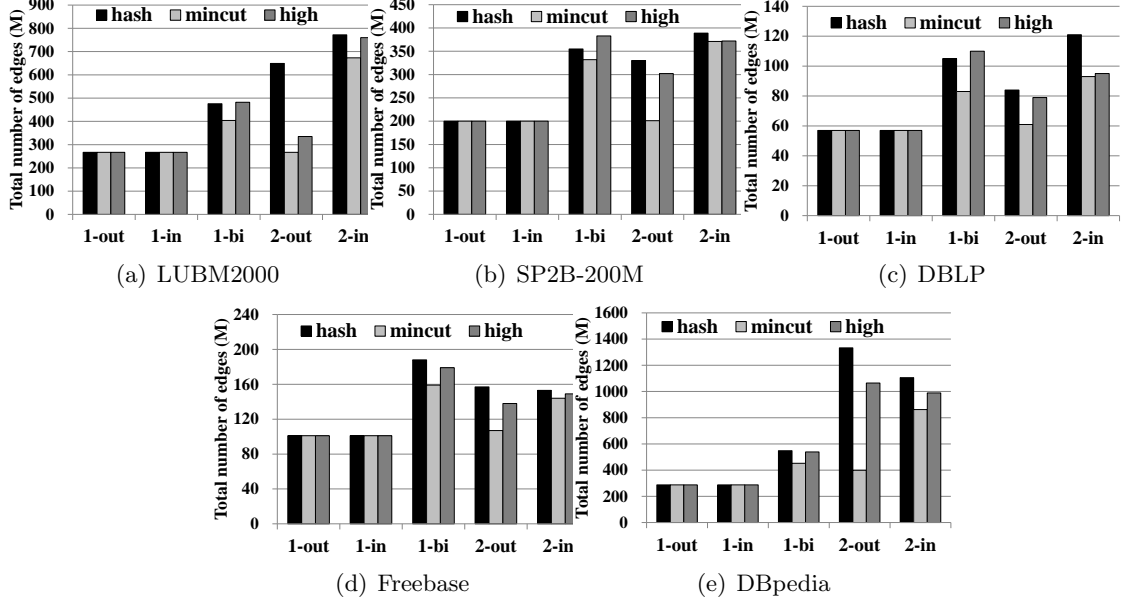 Total number of edges (M)
900
800
700
600
500
400
300
200
100
0
hash mincut high
1-out 1-in 1-bi 2-out 2-in
(a) LUBM2000
Total number of edges (M)
450
400
350
300
250
200
150
100
50
0
hash mincut high
1-out 1-in 1-bi 2-out 2-in
(b) SP2B-200M
Total number of edges (M)
140
120
100
80
60
40
20
0
hash mincut high
1-out 1-in 1-bi 2-out 2-in
(c) DBLP
Total number of edges (M)
240
200
160
120
80
40
0
hash mincut high
1-out 1-in 1-bi 2-out 2-in
(d) Freebase
Total number of edges (M)
1600
1400
1200
1000
800
600
400
200
0
hash mincut high
1-out 1-in 1-bi 2-out 2-in
(e) DBpedia